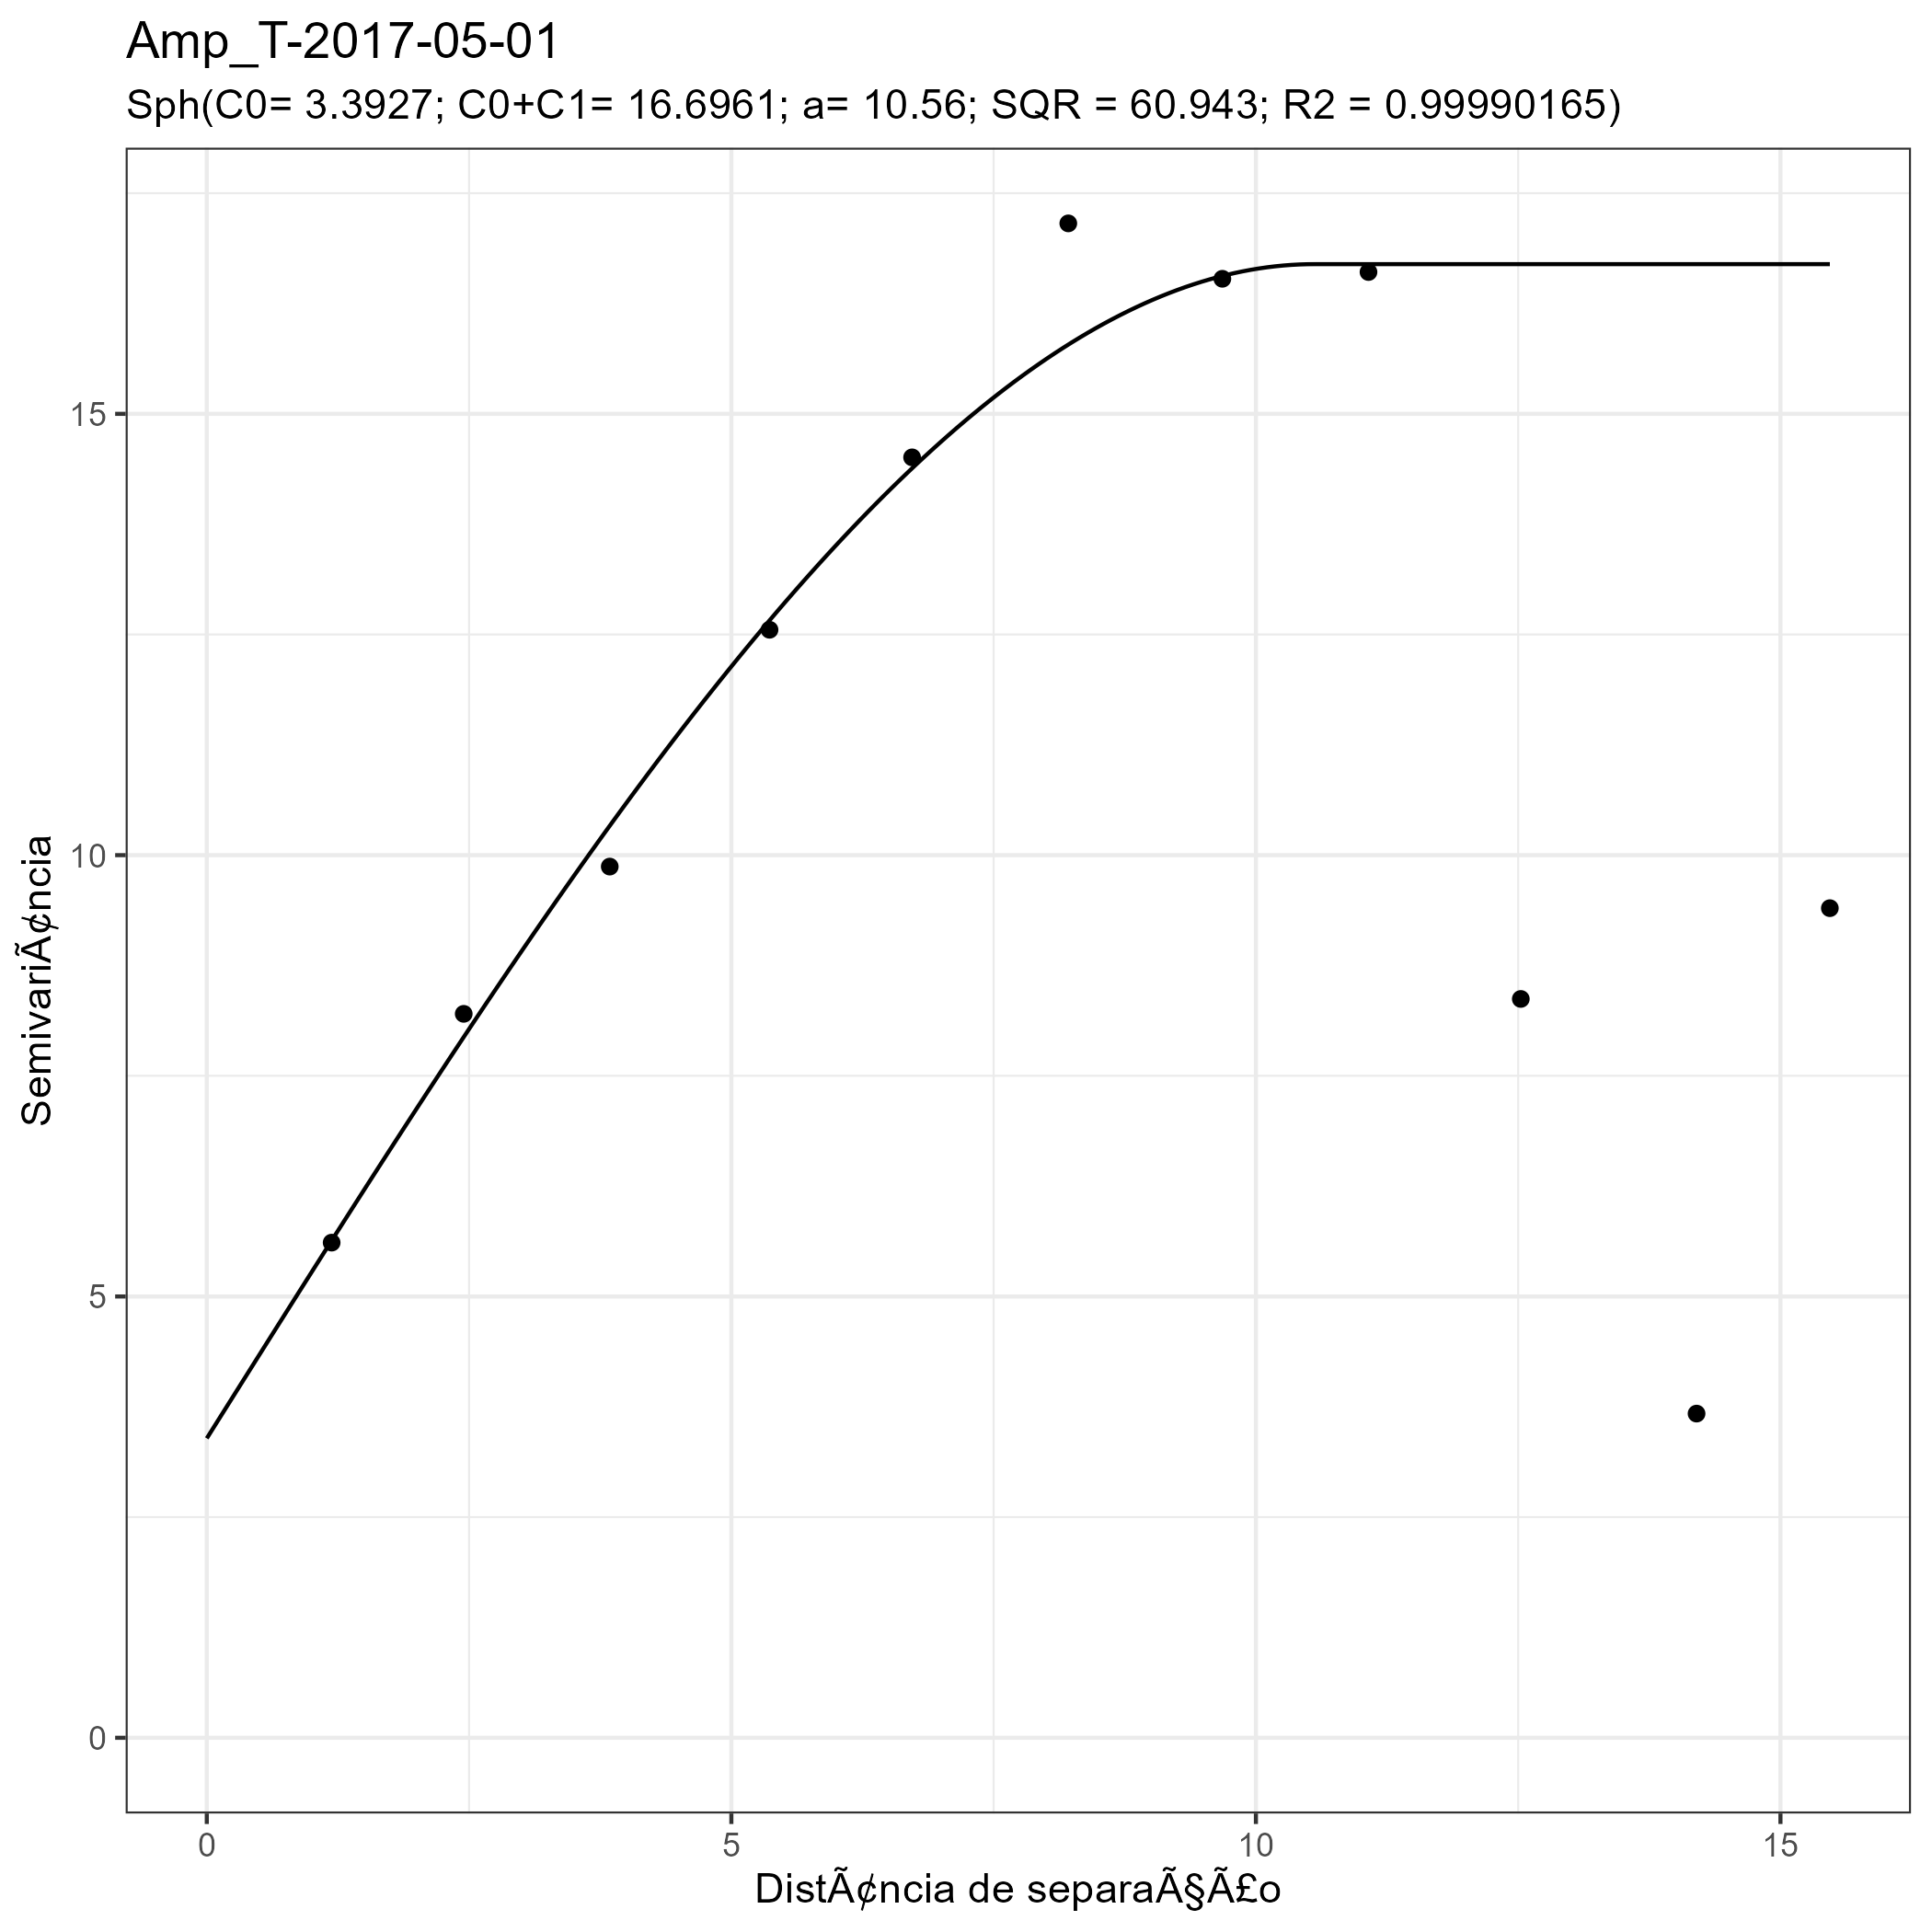 Amp_T-2017-05-01
Sph(C0= 3.3927; C0+C1= 16.6961; a= 10.56; SQR = 60.943; R2 = 0.99990165)
15
10
5
0
SemivariÃ¢ncia
0 5 10 15
DistÃ¢ncia de separaÃ§Ã£o